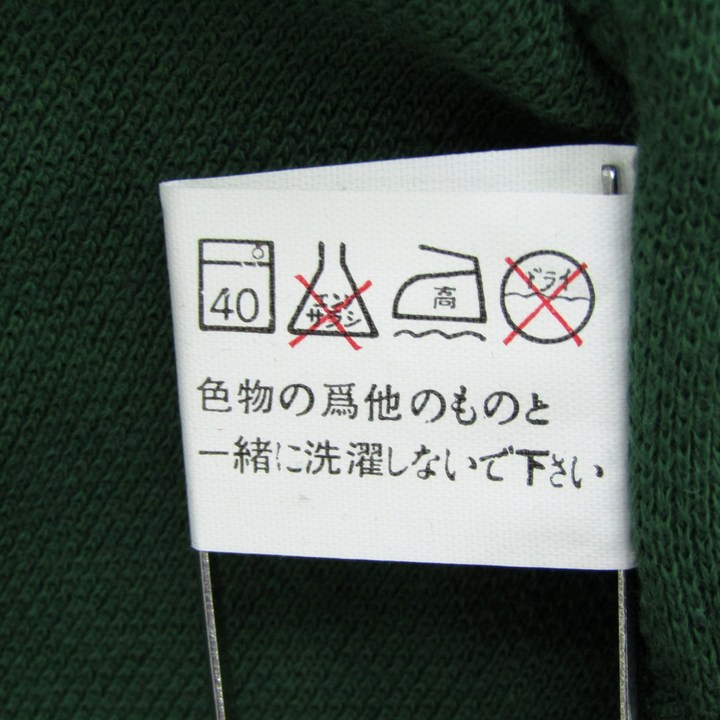 40
エンソ
サラシ
高
ドライ
色物の爲他のものと
一緒に洗濯しないで下さい